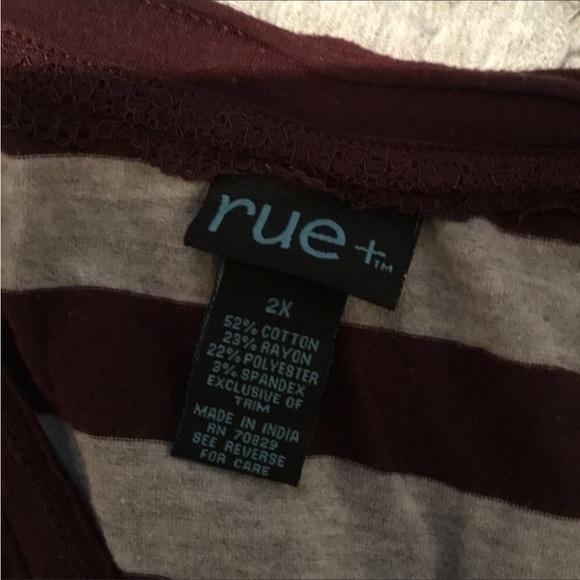 rue+™
2X
52% COTTON
23% RAYON
22% POLYESTER
3% SPANDEX
EXCLUSIVE OF
TRIM
MADE IN INDIA
RN 70829
SEE REVERSE
FOR CARE